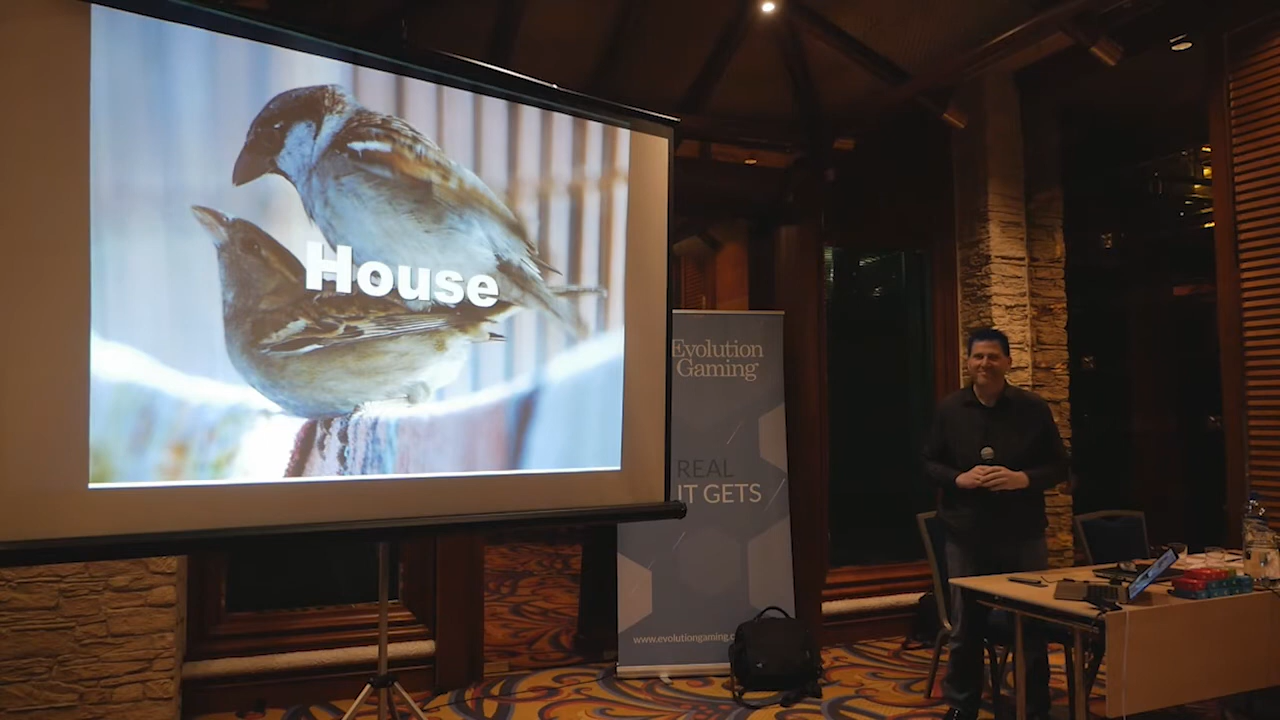 House
Evolution
Gaming
REAL
IT GETS
www.evolutiongaming.c